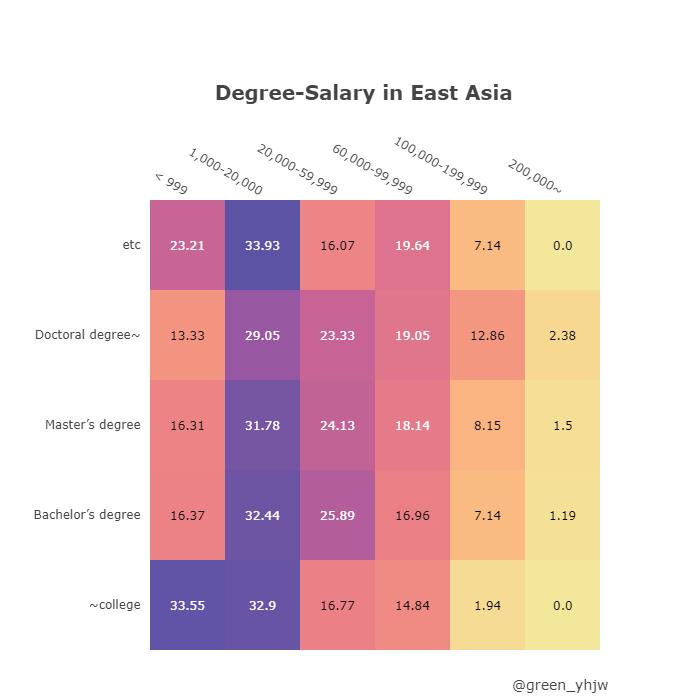 Degree-Salary in East Asia
< 999
1,000-20,000
20,000-59,999
60,000-99,999
100,000-199,999
200,000~
etc 23.21 33.93 16.07 19.64 7.14 0.0
Doctoral degree~ 13.33 29.05 23.33 19.05 12.86 2.38
Master’s degree 16.31 31.78 24.13 18.14 8.15 1.5
Bachelor’s degree 16.37 32.44 25.89 16.96 7.14 1.19
~college 33.55 32.9 16.77 14.84 1.94 0.0
@green_yhjw